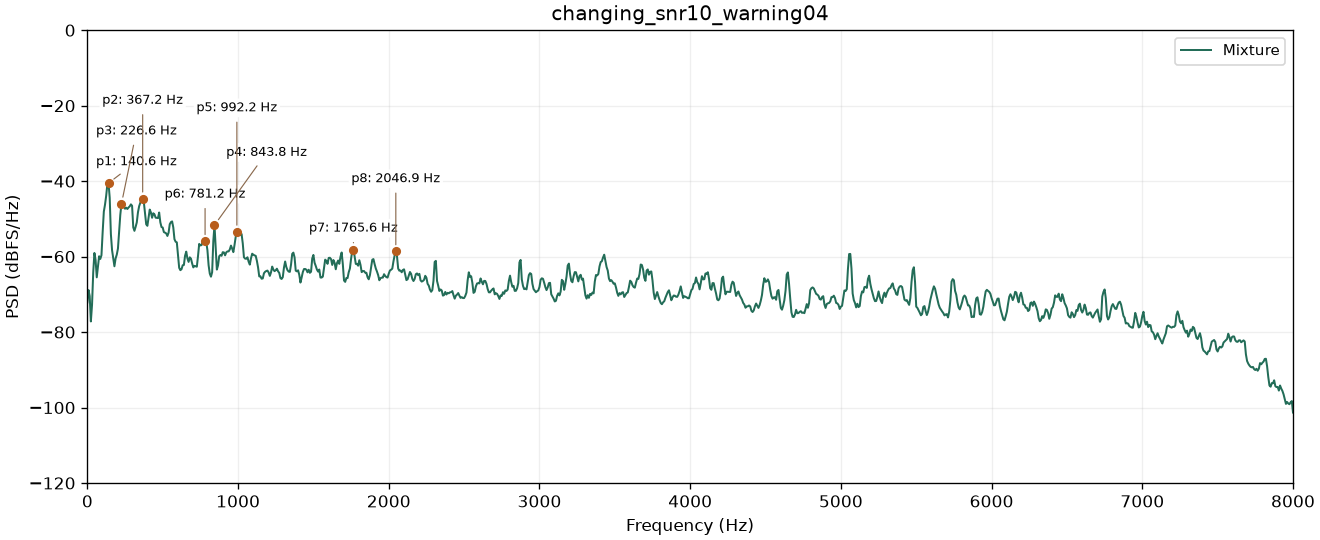 changing_snr10_warning04
Mixture
p2: 367.2 Hz
p5: 992.2 Hz
p3: 226.6 Hz
p4: 843.8 Hz
p1: 140.6 Hz
p8: 2046.9 Hz
p6: 781.2 Hz
p7: 1765.6 Hz
PSD (dBFS/Hz)
0
−20
−40
−60
−80
−100
−120
0 1000 2000 3000 4000 5000 6000 7000 8000
Frequency (Hz)